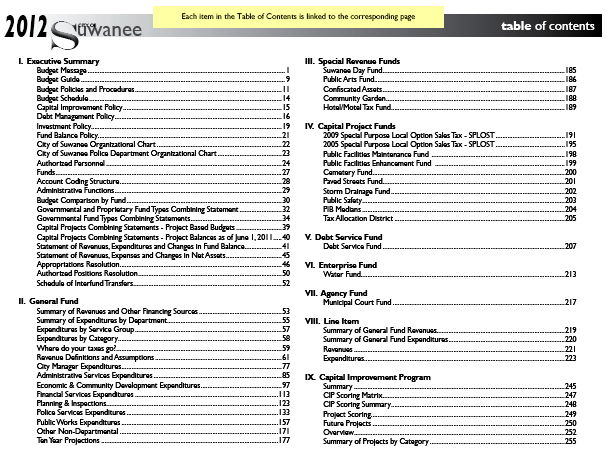 2012 City of Suwanee
Each item in the Table of Contents is linked to the corresponding page
table of contents
I. Executive Summary
Budget Message 1
Budget Guide 9
Budget Policies and Procedures 11
Budget Schedule 14
Capital Improvement Policy 15
Debt Management Policy 16
Investment Policy 19
Fund Balance Policy 21
City of Suwanee Organizational Chart 22
City of Suwanee Police Department Organizational Chart 23
Authorized Personnel 24
Funds 27
Account Coding Structure 28
Administrative Functions 29
Budget Comparison by Fund 30
Governmental and Proprietary Fund Types Combining Statement 32
Governmental Fund Types Combining Statements 34
Capital Projects Combining Statements - Project Based Budgets 39
Capital Projects Combining Statements - Project Balances as of June 1, 2011 40
Statement of Revenues, Expenditures and Changes in Fund Balance 41
Statement of Revenues, Expenses and Changes in Net Assets 45
Appropriations Resolution 46
Authorized Positions Resolution 50
Schedule of Interfund Transfers 52
II. General Fund
Summary of Revenues and Other Financing Sources 53
Summary of Expenditures by Department 55
Expenditures by Service Group 57
Expenditures by Category 58
Where do your taxes go? 59
Revenue Definitions and Assumptions 61
City Manager Expenditures 77
Administrative Services Expenditures 85
Economic & Community Development Expenditures 97
Financial Services Expenditures 113
Planning & Inspections 123
Police Services Expenditures 133
Public Works Expenditures 157
Other Non-Departmental 171
Ten Year Projections 177
III. Special Revenue Funds
Suwanee Day Fund 185
Public Arts Fund 186
Confiscated Assets 187
Community Garden 188
Hotel/Motel Tax Fund 189
IV. Capital Project Funds
2009 Special Purpose Local Option Sales Tax - SPLOST 191
2005 Special Purpose Local Option Sales Tax - SPLOST 195
Public Facilities Maintenance Fund 198
Public Facilities Enhancement Fund 199
Cemetery Fund 200
Paved Streets Fund 201
Storm Drainage Fund 202
Public Safety 203
PIB Medians 204
Tax Allocation District 205
V. Debt Service Fund
Debt Service Fund 207
VI. Enterprise Fund
Water Fund 213
VII. Agency Fund
Municipal Court Fund 217
VIII. Line Item
Summary of General Fund Revenues 219
Summary of General Fund Expenditures 220
Revenues 221
Expenditures 223
IX. Capital Improvement Program
Summary 245
CIP Scoring Matrix 247
CIP Scoring Summary 248
Project Scoring 249
Future Projects 250
Overview 252
Summary of Projects by Category 255